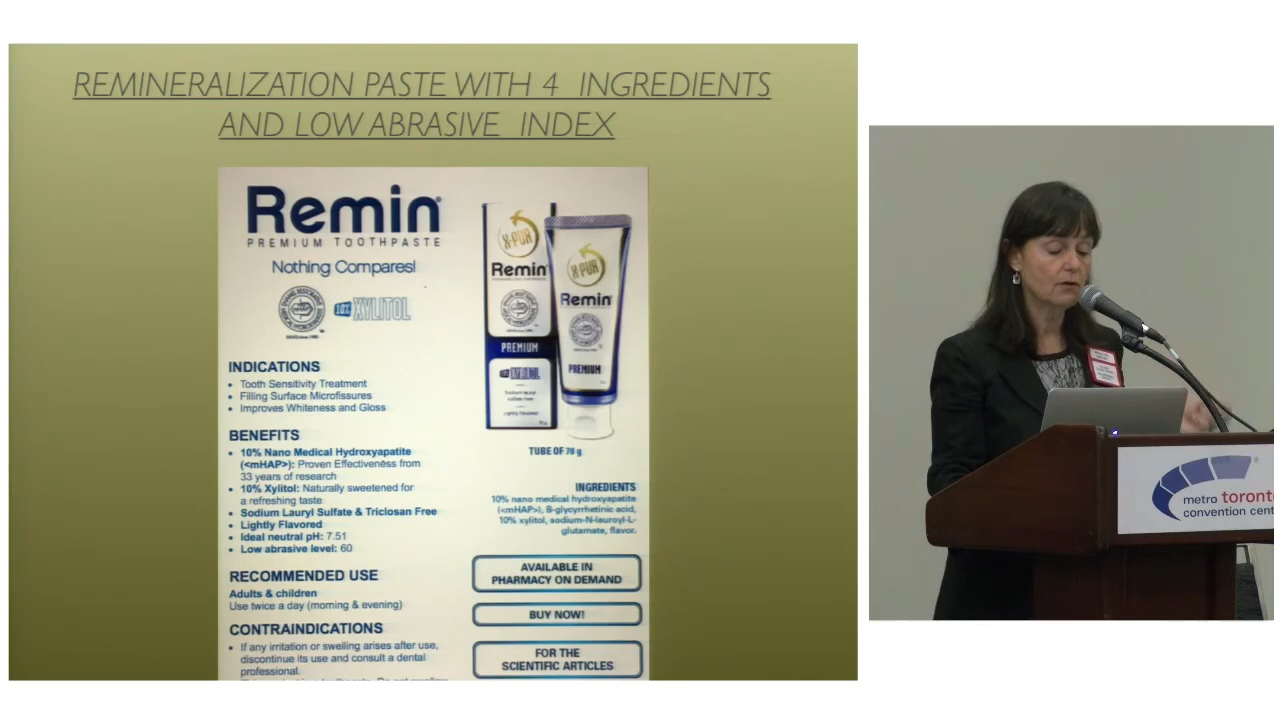 REMINERALIZATION PASTE WITH 4 INGREDIENTS
AND LOW ABRASIVE INDEX
Remin
PREMIUM TOOTHPASTE
Nothing Compares!
10% XYLITOL
INDICATIONS
• Tooth Sensitivity Treatment
• Filling Surface Microfissures
• Improves Whiteness and Gloss
BENEFITS
• 10% Nano Medical Hydroxyapatite
(<mHAP>): Proven Effectiveness from
33 years of research
• 10% Xylitol: Naturally sweetened for
a refreshing taste
• Sodium Lauryl Sulfate & Triclosan Free
• Lightly Flavored
• Ideal neutral pH: 7.51
• Low abrasive level: 60
RECOMMENDED USE
Adults & children
Use twice a day (morning & evening)
CONTRAINDICATIONS
• If any irritation or swelling arises after use,
discontinue its use and consult a dental
professional.
X-PUR
Remin
PREMIUM
X-PUR
Remin
PREMIUM
TUBE OF 70 g
INGREDIENTS
10% nano medical hydroxyapatite
(<mHAP>), B-glycyrrhetinic acid,
10% xylitol, sodium-N-lauroyl-L-
glutamate, flavor.
AVAILABLE IN
PHARMACY ON DEMAND
BUY NOW!
FOR THE
SCIENTIFIC ARTICLES
metro toronto
convention cent